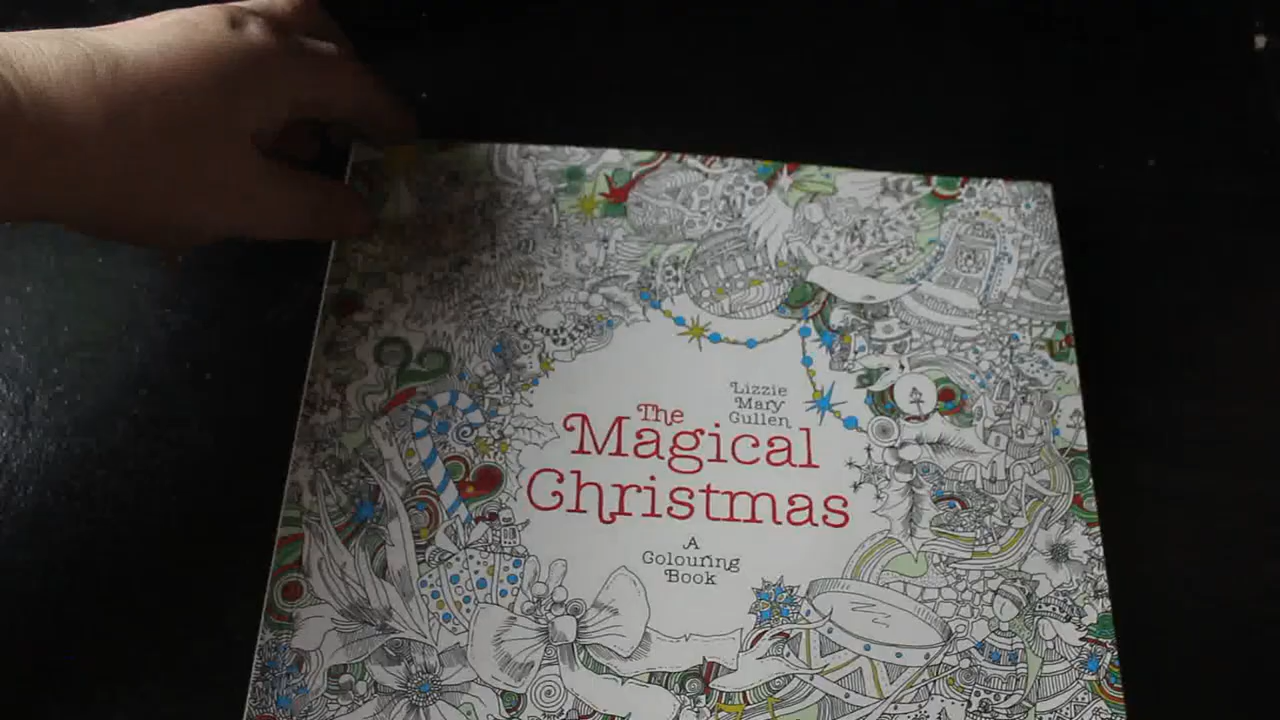 Lizzie
Mary
Cullen
The
Magical
Christmas
A
Colouring
Book